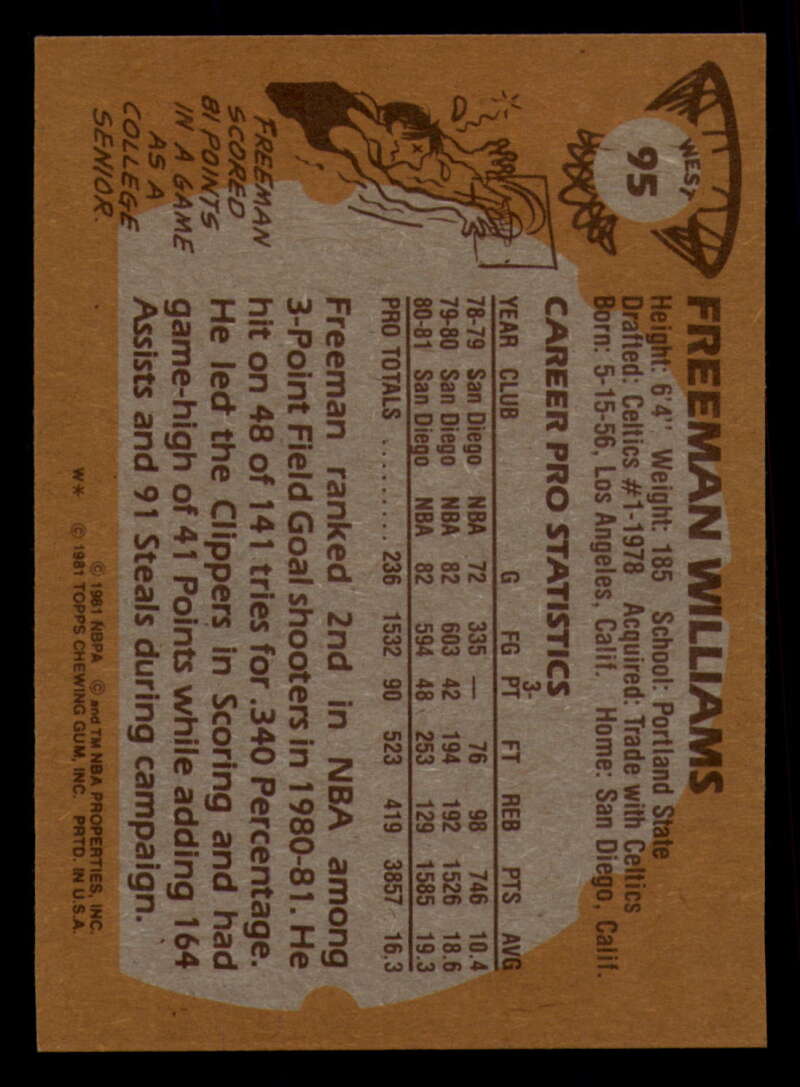 WEST
95
FREEMAN WILLIAMS
Height: 6'4" Weight: 185 School: Portland State
Drafted: Celtics #1-1978 Acquired: Trade with Celtics
Born: 5-15-56, Los Angeles, Calif. Home: San Diego, Calif.
CAREER PRO STATISTICS
YEAR CLUB G FG 3-PT FT REB PTS AVG
78-79 San Diego NBA 72 335 — 76 98 746 10.4
79-80 San Diego NBA 82 603 42 194 192 1526 18.6
80-81 San Diego NBA 82 594 48 253 129 1585 19.3
PRO TOTALS .......... 236 1532 90 523 419 3857 16.3
Freeman ranked 2nd in NBA among
3-Point Field Goal shooters in 1980-81. He
hit on 48 of 141 tries for .340 Percentage.
He led the Clippers in Scoring and had
game-high of 41 Points while adding 164
Assists and 91 Steals during campaign.
FREEMAN
SCORED
81 POINTS
IN A GAME
AS A
COLLEGE
SENIOR.
© 1981 NBPA © and TM NBA PROPERTIES, INC.
W* © 1981 TOPPS CHEWING GUM, INC. PRTD. IN U.S.A.